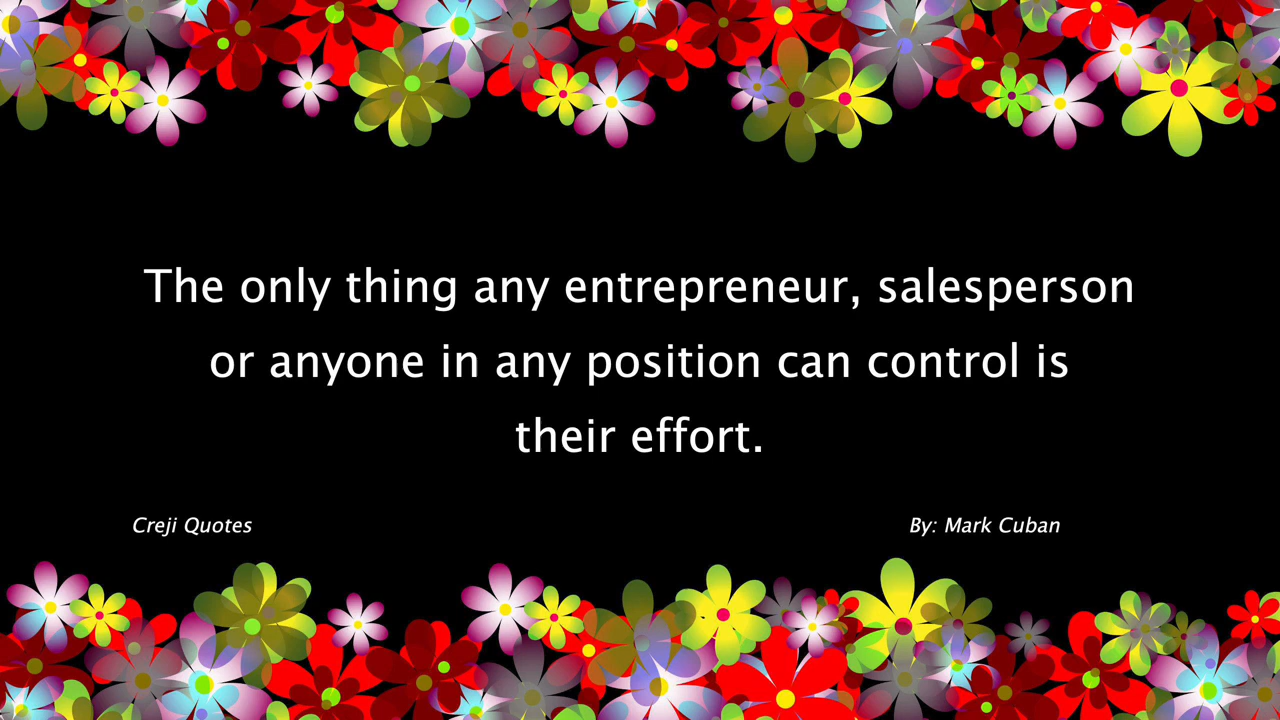 The only thing any entrepreneur, salesperson
or anyone in any position can control is
their effort.
Creji Quotes
By: Mark Cuban